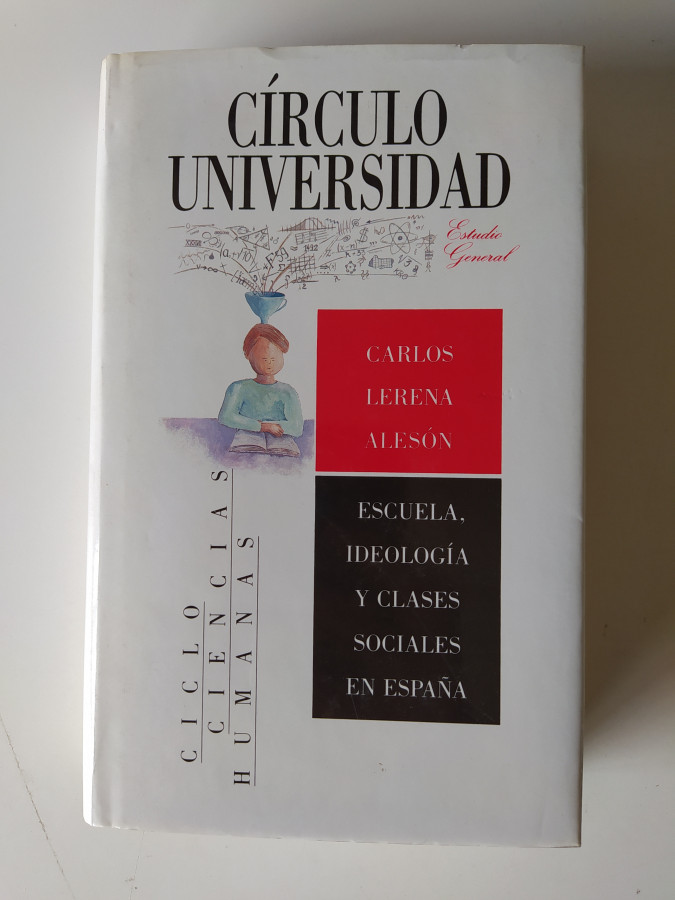 CÍRCULO
UNIVERSIDAD
Estudio
General
CARLOS
LERENA
ALESÓN
ESCUELA,
IDEOLOGÍA
Y CLASES
SOCIALES
EN ESPAÑA
CICLO
CIENCIAS
HUMANAS